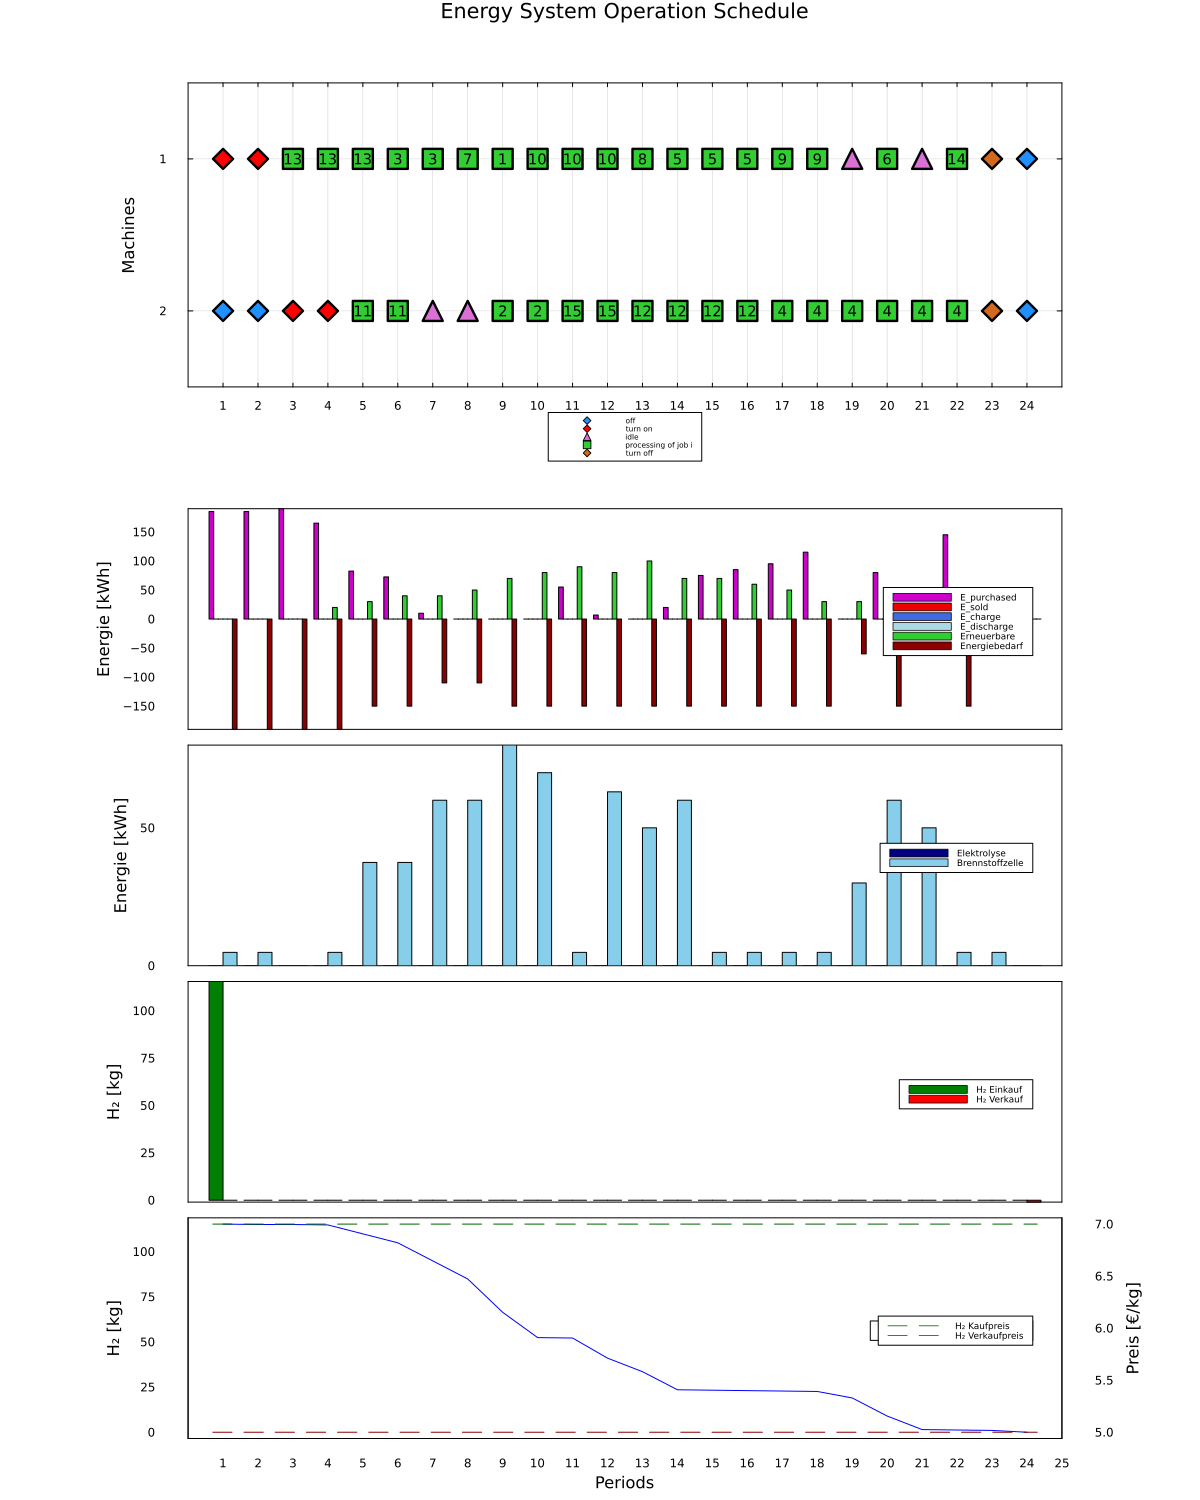 Energy System Operation Schedule
Machines
1
13 13 13 3 3 7 1 10 10 10 8 5 5 5 9 9 6 14
2
11 11 2 2 15 15 12 12 12 12 4 4 4 4 4 4
1 2 3 4 5 6 7 8 9 10 11 12 13 14 15 16 17 18 19 20 21 22 23 24
off
turn on
idle
processing of job i
turn off
Energie [kWh]
150
100
50
0
−50
−100
−150
E_purchased
E_sold
E_charge
E_discharge
Erneuerbare
Energiebedarf
Energie [kWh]
50
0
Elektrolyse
Brennstoffzelle
H₂ [kg]
100
75
50
25
0
H₂ Einkauf
H₂ Verkauf
H₂ [kg]
100
75
50
25
0
H₂ Kaufpreis
H₂ Verkaufpreis
7.0
6.5
6.0
5.5
5.0
Preis [€/kg]
1 2 3 4 5 6 7 8 9 10 11 12 13 14 15 16 17 18 19 20 21 22 23 24 25
Periods